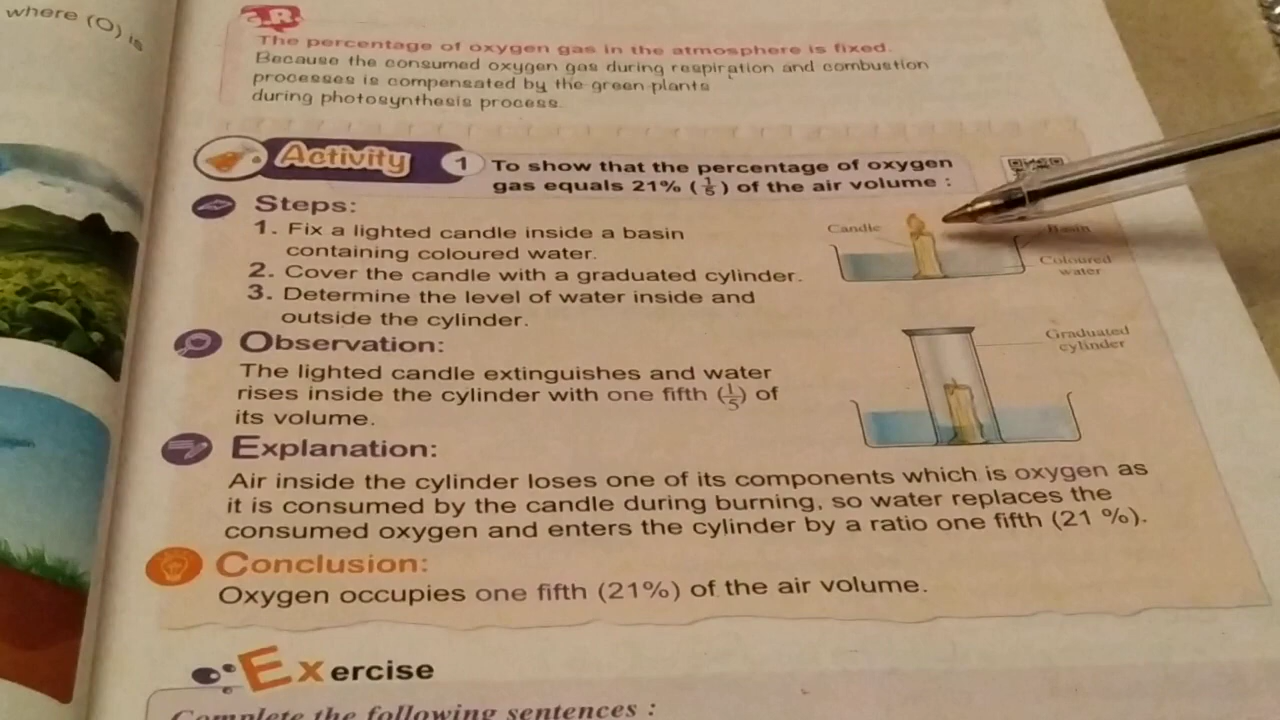 where (O) is
G.R.
The percentage of oxygen gas in the atmosphere is fixed.
Because the consumed oxygen gas during respiration and combustion
processes is compensated by the green plants
during photosynthesis process.
Activity 1 To show that the percentage of oxygen
gas equals 21% (1/5) of the air volume :
Steps:
1. Fix a lighted candle inside a basin
containing coloured water.
2. Cover the candle with a graduated cylinder.
3. Determine the level of water inside and
outside the cylinder.
Candle
Basin
Coloured
water
Observation:
The lighted candle extinguishes and water
rises inside the cylinder with one fifth (1/5) of
its volume.
Graduated
cylinder
Explanation:
Air inside the cylinder loses one of its components which is oxygen as
it is consumed by the candle during burning, so water replaces the
consumed oxygen and enters the cylinder by a ratio one fifth (21 %).
Conclusion:
Oxygen occupies one fifth (21%) of the air volume.
Exercise
Complete the following sentences :